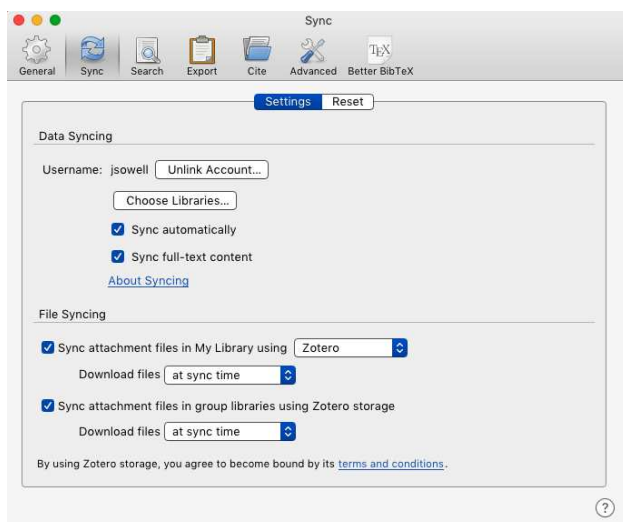 Sync
General Sync Search Export Cite Advanced Better BibTeX
TEX
Settings Reset
Data Syncing
Username: jsowell Unlink Account...
Choose Libraries...
Sync automatically
Sync full-text content
About Syncing
File Syncing
Sync attachment files in My Library using Zotero
Download files at sync time
Sync attachment files in group libraries using Zotero storage
Download files at sync time
By using Zotero storage, you agree to become bound by its terms and conditions.
?